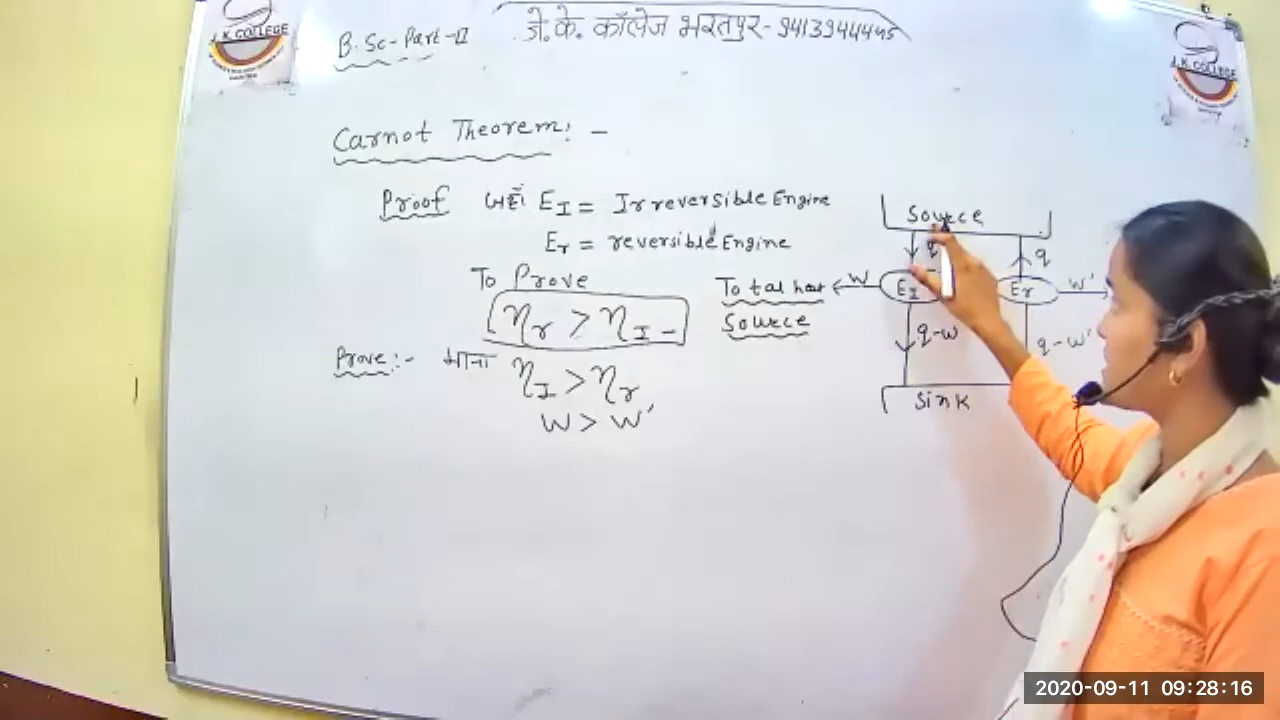 J.K COLLEGE
B.Sc-Part-II
जे.के. कॉलेज भरतपुर-9413944445
J.K COLLEGE
Carnot Theorem: -
Proof जहाँ E_I = Irreversible Engine
E_r = reversible Engine
To Prove
η_r > η_I -
Prove:- माना η_I > η_r
W > W'
Total heat
Source
Source
q
q
W
E_I
E_r
W'
q-w
q-w'
Sink
2020-09-11 09:28:16